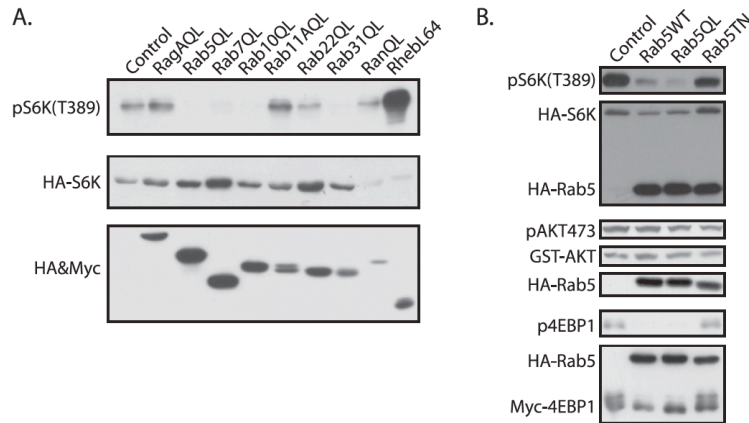 A.
Control
RagAQL
Rab5QL
Rab7QL
Rab10QL
Rab11AQL
Rab22QL
Rab31QL
RanQL
RhebL64
pS6K(T389)
HA-S6K
HA&Myc
B.
Control
Rab5WT
Rab5QL
Rab5TN
pS6K(T389)
HA-S6K
HA-Rab5
pAKT473
GST-AKT
HA-Rab5
p4EBP1
HA-Rab5
Myc-4EBP1